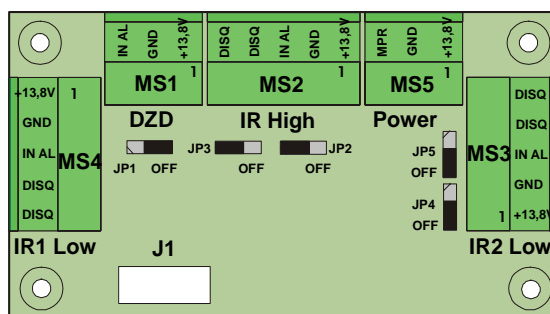 IN AL
GND
+13,8V
1
MS1
DZD
DISQ
DISQ
IN AL
GND
+13,8V
1
MS2
IR High
MPR
GND
+13,8V
1
MS5
Power
+13,8V
GND
IN AL
DISQ
DISQ
1
MS4
IR1 Low
JP1
OFF
JP3
OFF
JP2
OFF
JP5
OFF
JP4
OFF
DISQ
DISQ
IN AL
GND
+13,8V
MS3
1
IR2 Low
J1